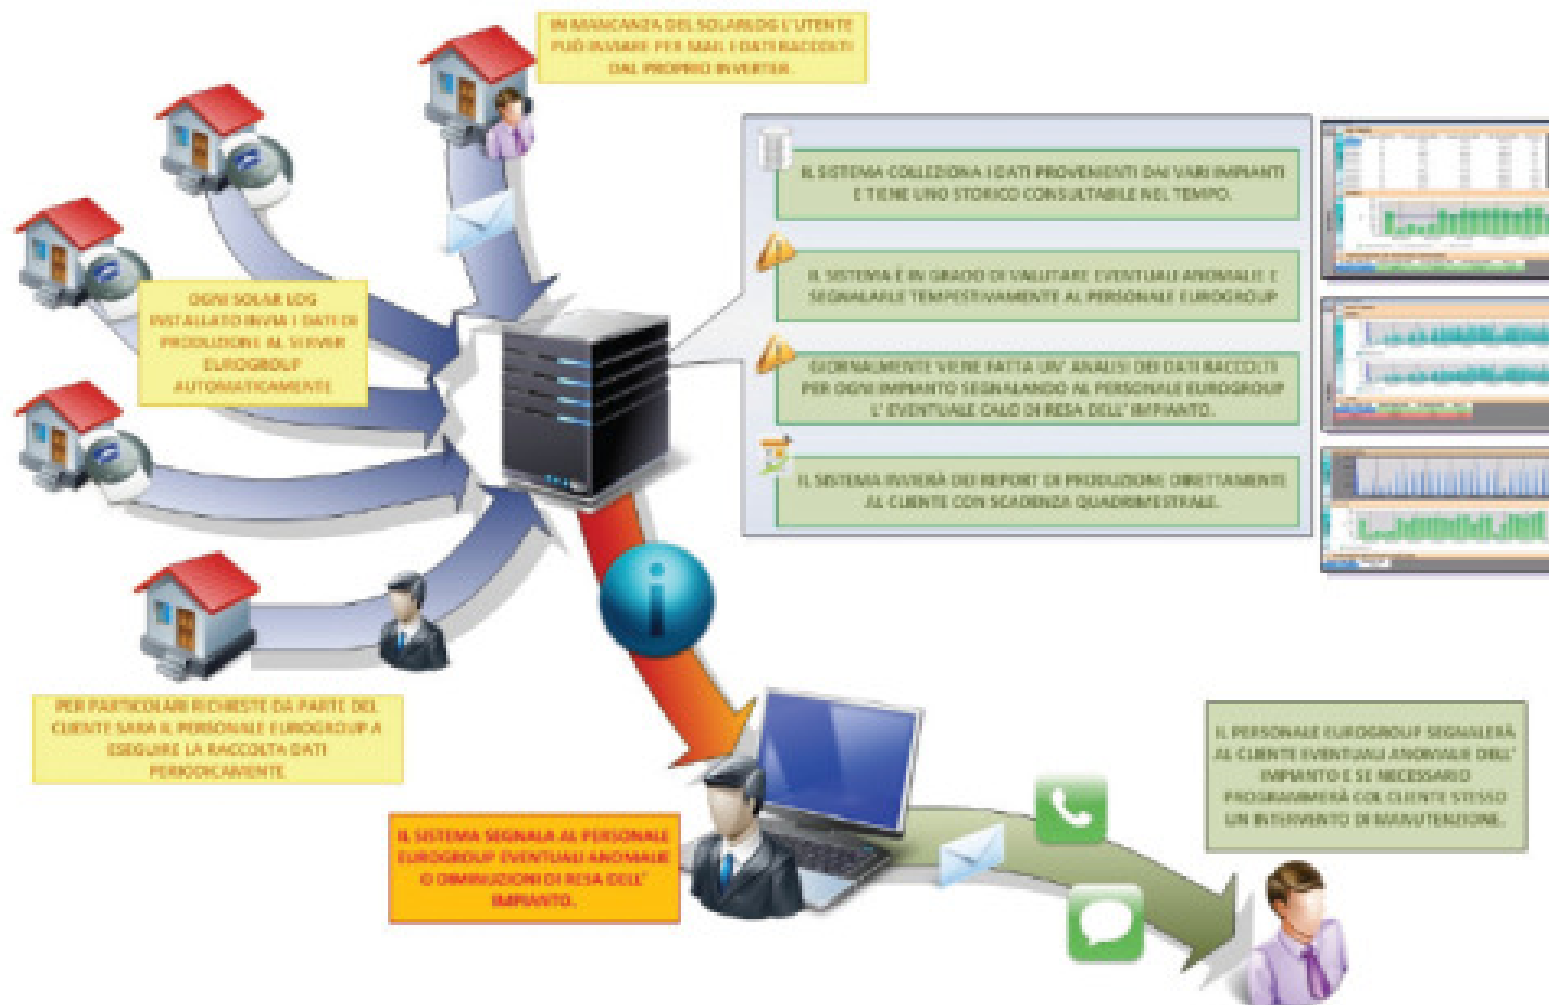 IN MANCANZA DEL SOLARLOG L'UTENTE
PUÒ INVIARE PER MAIL I DATI RACCOLTI
DAL PROPRIO INVERTER.
IL SISTEMA COLLEZIONA I DATI PROVENIENTI DAI VARI IMPIANTI
E TIENE UNO STORICO CONSULTABILE NEL TEMPO.
IL SISTEMA È IN GRADO DI VALUTARE EVENTUALI ANOMALIE E
SEGNALARLE TEMPESTIVAMENTE AL PERSONALE EUROGROUP
GIORNALMENTE VIENE FATTA UN' ANALISI DEI DATI RACCOLTI
PER OGNI IMPIANTO SEGNALANDO AL PERSONALE EUROGROUP
L' EVENTUALE CALO DI RESA DELL' IMPIANTO.
IL SISTEMA INVIERÀ DEI REPORT DI PRODUZIONE DIRETTAMENTE
AL CLIENTE CON SCADENZA QUADRIMESTRALE.
OGNI SOLAR LOG
INSTALLATO INVIA I DATI DI
PRODUZIONE AL SERVER
EUROGROUP
AUTOMATICAMENTE
PER PARTICOLARI RICHIESTE DA PARTE DEL
CLIENTE SARÀ IL PERSONALE EUROGROUP A
ESEGUIRE LA RACCOLTA DATI
PERIODICAMENTE
IL SISTEMA SEGNALA AL PERSONALE
EUROGROUP EVENTUALI ANOMALIE
O DIMINUZIONI DI RESA DELL'
IMPIANTO.
IL PERSONALE EUROGROUP SEGNALERÀ
AL CLIENTE EVENTUALI ANOMALIE DELL'
IMPIANTO E SE NECESSARIO
PROGRAMMERÀ COL CLIENTE STESSO
UN INTERVENTO DI MANUTENZIONE.